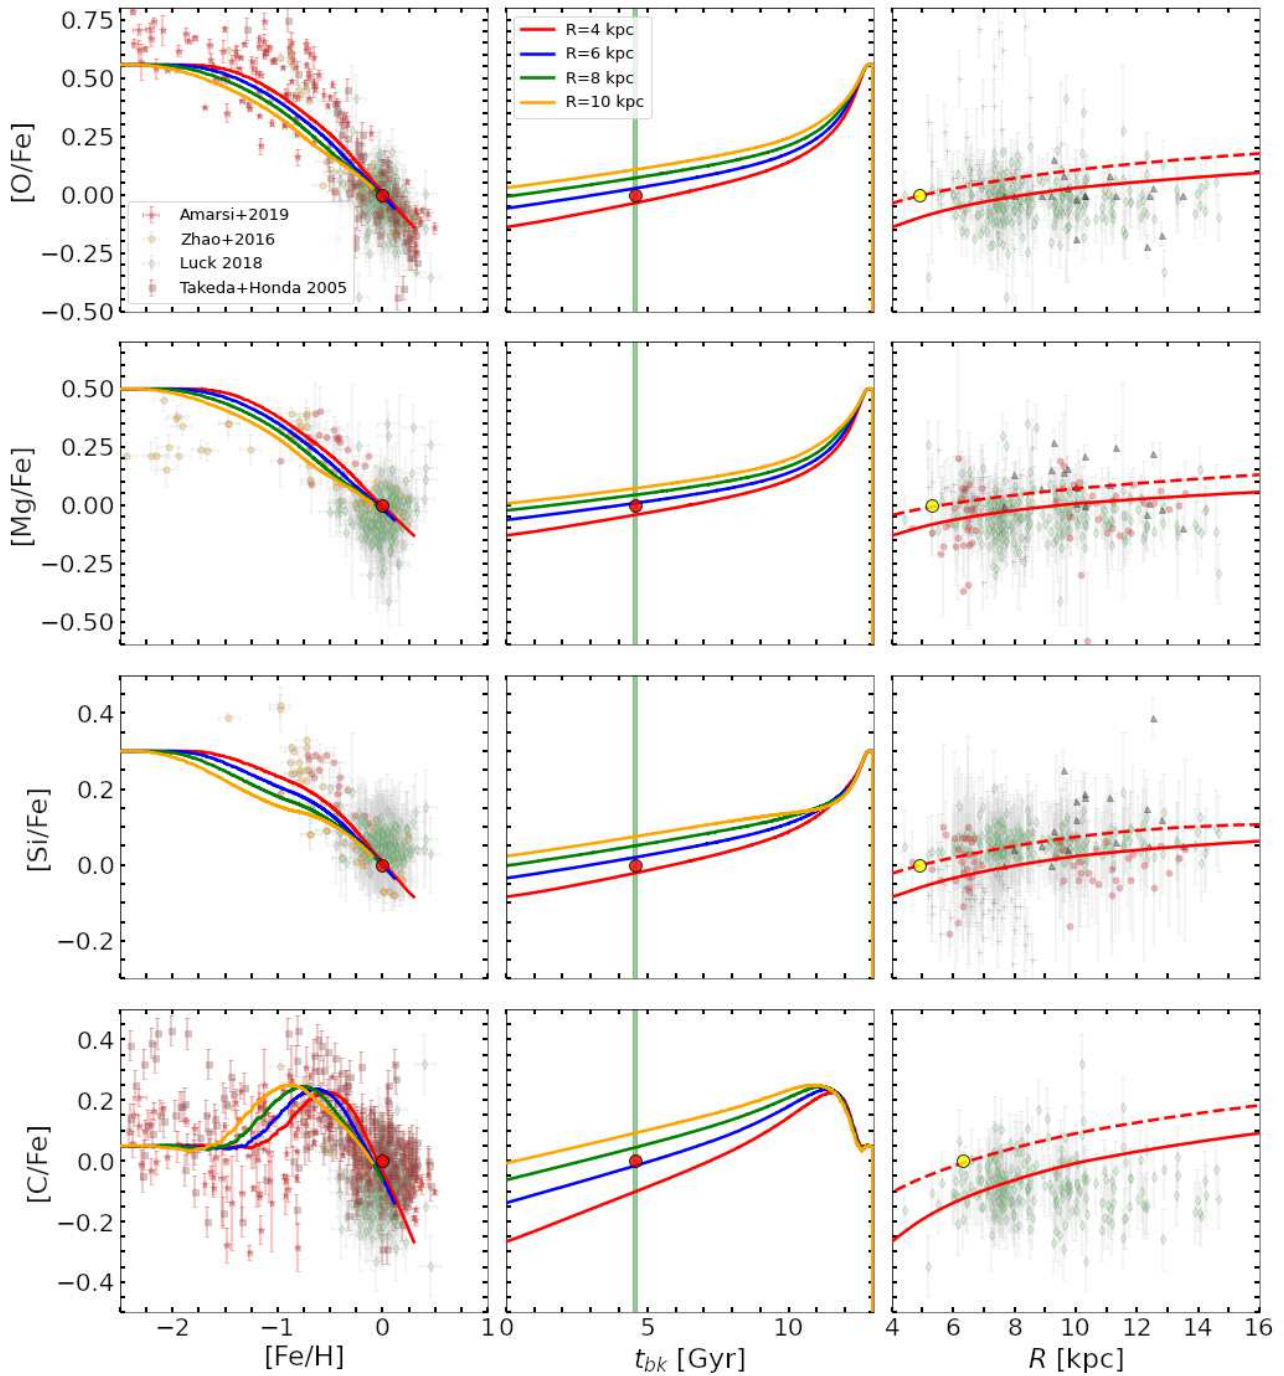 0.75
0.50
0.25
0.00
−0.25
−0.50
[O/Fe]
Amarsi+2019
Zhao+2016
Luck 2018
Takeda+Honda 2005
R=4 kpc
R=6 kpc
R=8 kpc
R=10 kpc
0.50
0.25
0.00
−0.25
−0.50
[Mg/Fe]
0.4
0.2
0.0
−0.2
[Si/Fe]
0.4
0.2
0.0
−0.2
−0.4
[C/Fe]
−2 −1 0 1
[Fe/H]
0 5 10
t_bk [Gyr]
4 6 8 10 12 14 16
R [kpc]